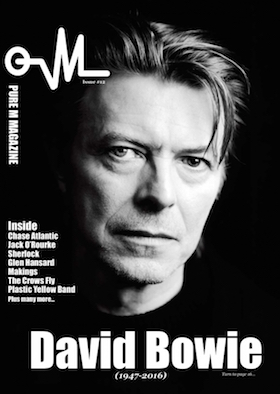 Issue #12
PURE M MAGAZINE
Inside
Chase Atlantic
Jack O'Rourke
Sherlock
Glen Hansard
Makings
The Crows Fly
Plastic Yellow Band
Plus many more...
David Bowie
(1947-2016)